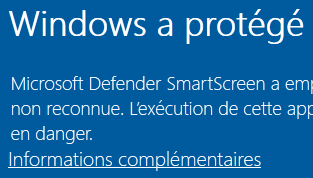 Windows a protégé
Microsoft Defender SmartScreen a emp
non reconnue. L'exécution de cette app
en danger.
Informations complémentaires